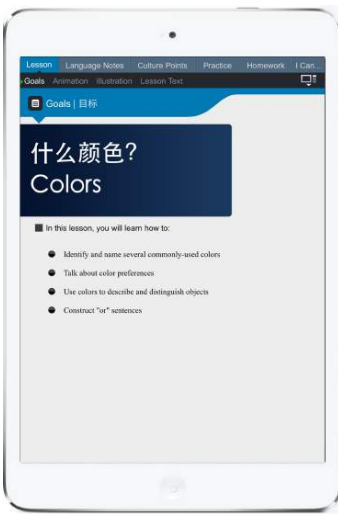 Lesson Language Notes Culture Points Practice Homework I Can...
Goals Animation Illustration Lesson Text
Goals | 目标
什么颜色?
Colors
In this lesson, you will learn how to:
Identify and name several commonly-used colors
Talk about color preferences
Use colors to describe and distinguish objects
Construct "or" sentences